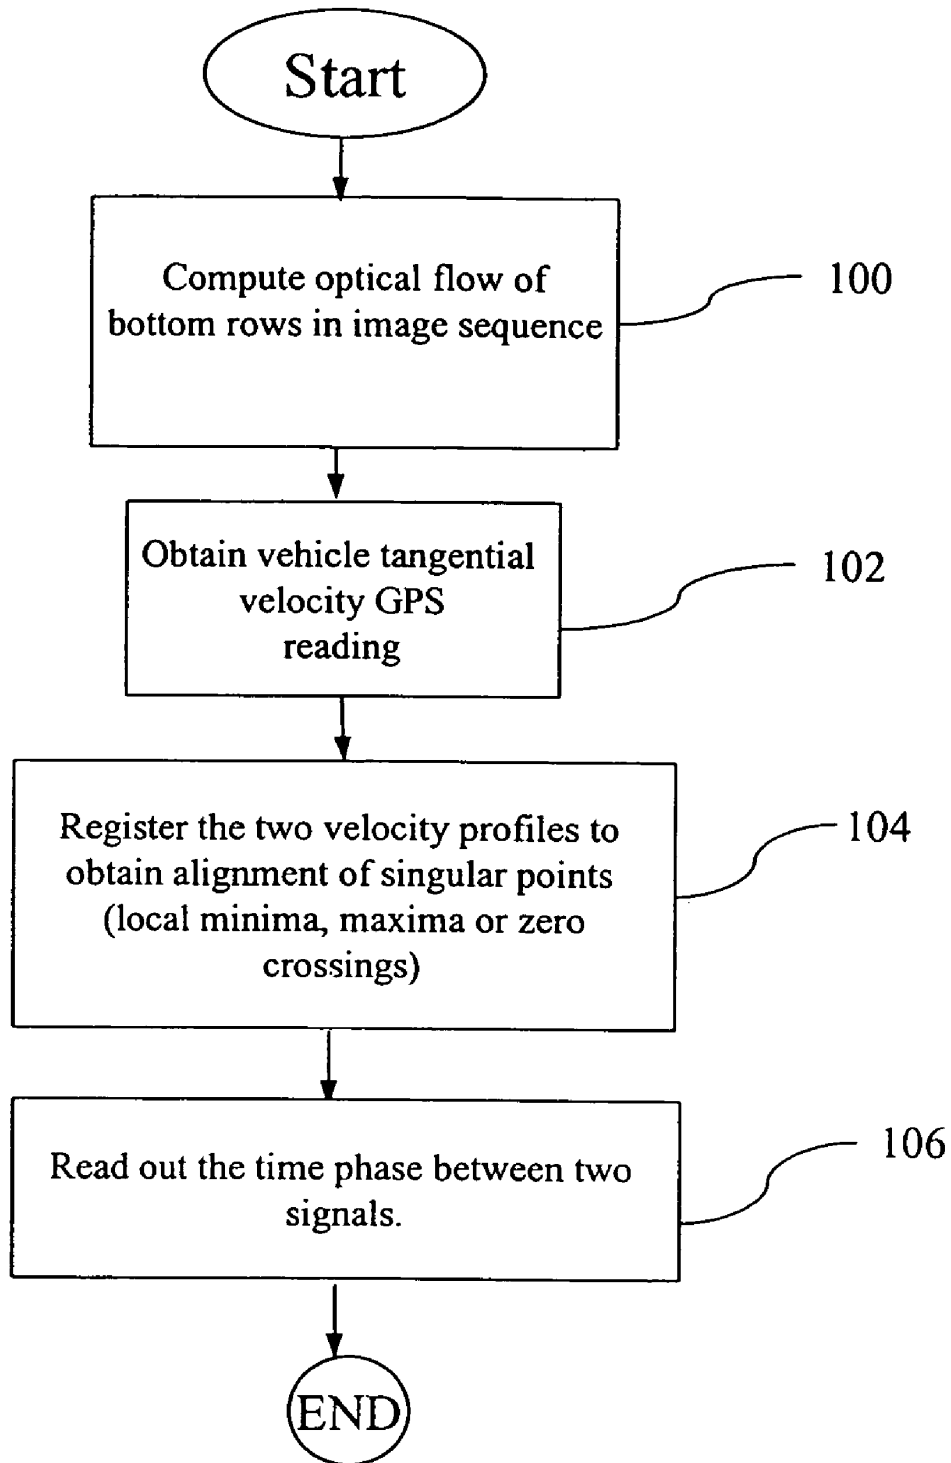 Start
Compute optical flow of
bottom rows in image sequence
100
Obtain vehicle tangential
velocity GPS
reading
102
Register the two velocity profiles to
obtain alignment of singular points
(local minima, maxima or zero
crossings)
104
Read out the time phase between two
signals.
106
END